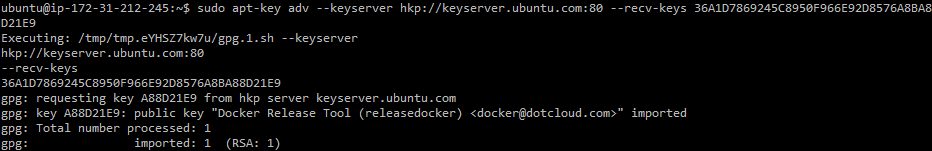 ubuntu@ip-172-31-212-245:~$ sudo apt-key adv --keyserver hkp://keyserver.ubuntu.com:80 --recv-keys 36A1D7869245C8950F966E92D8576A8BA88
D21E9
Executing: /tmp/tmp.eYHSZ7kw7u/gpg.1.sh --keyserver
hkp://keyserver.ubuntu.com:80
--recv-keys
36A1D7869245C8950F966E92D8576A8BA88D21E9
gpg: requesting key A88D21E9 from hkp server keyserver.ubuntu.com
gpg: key A88D21E9: public key "Docker Release Tool (releasedocker) <docker@dotcloud.com>" imported
gpg: Total number processed: 1
gpg:               imported: 1  (RSA: 1)